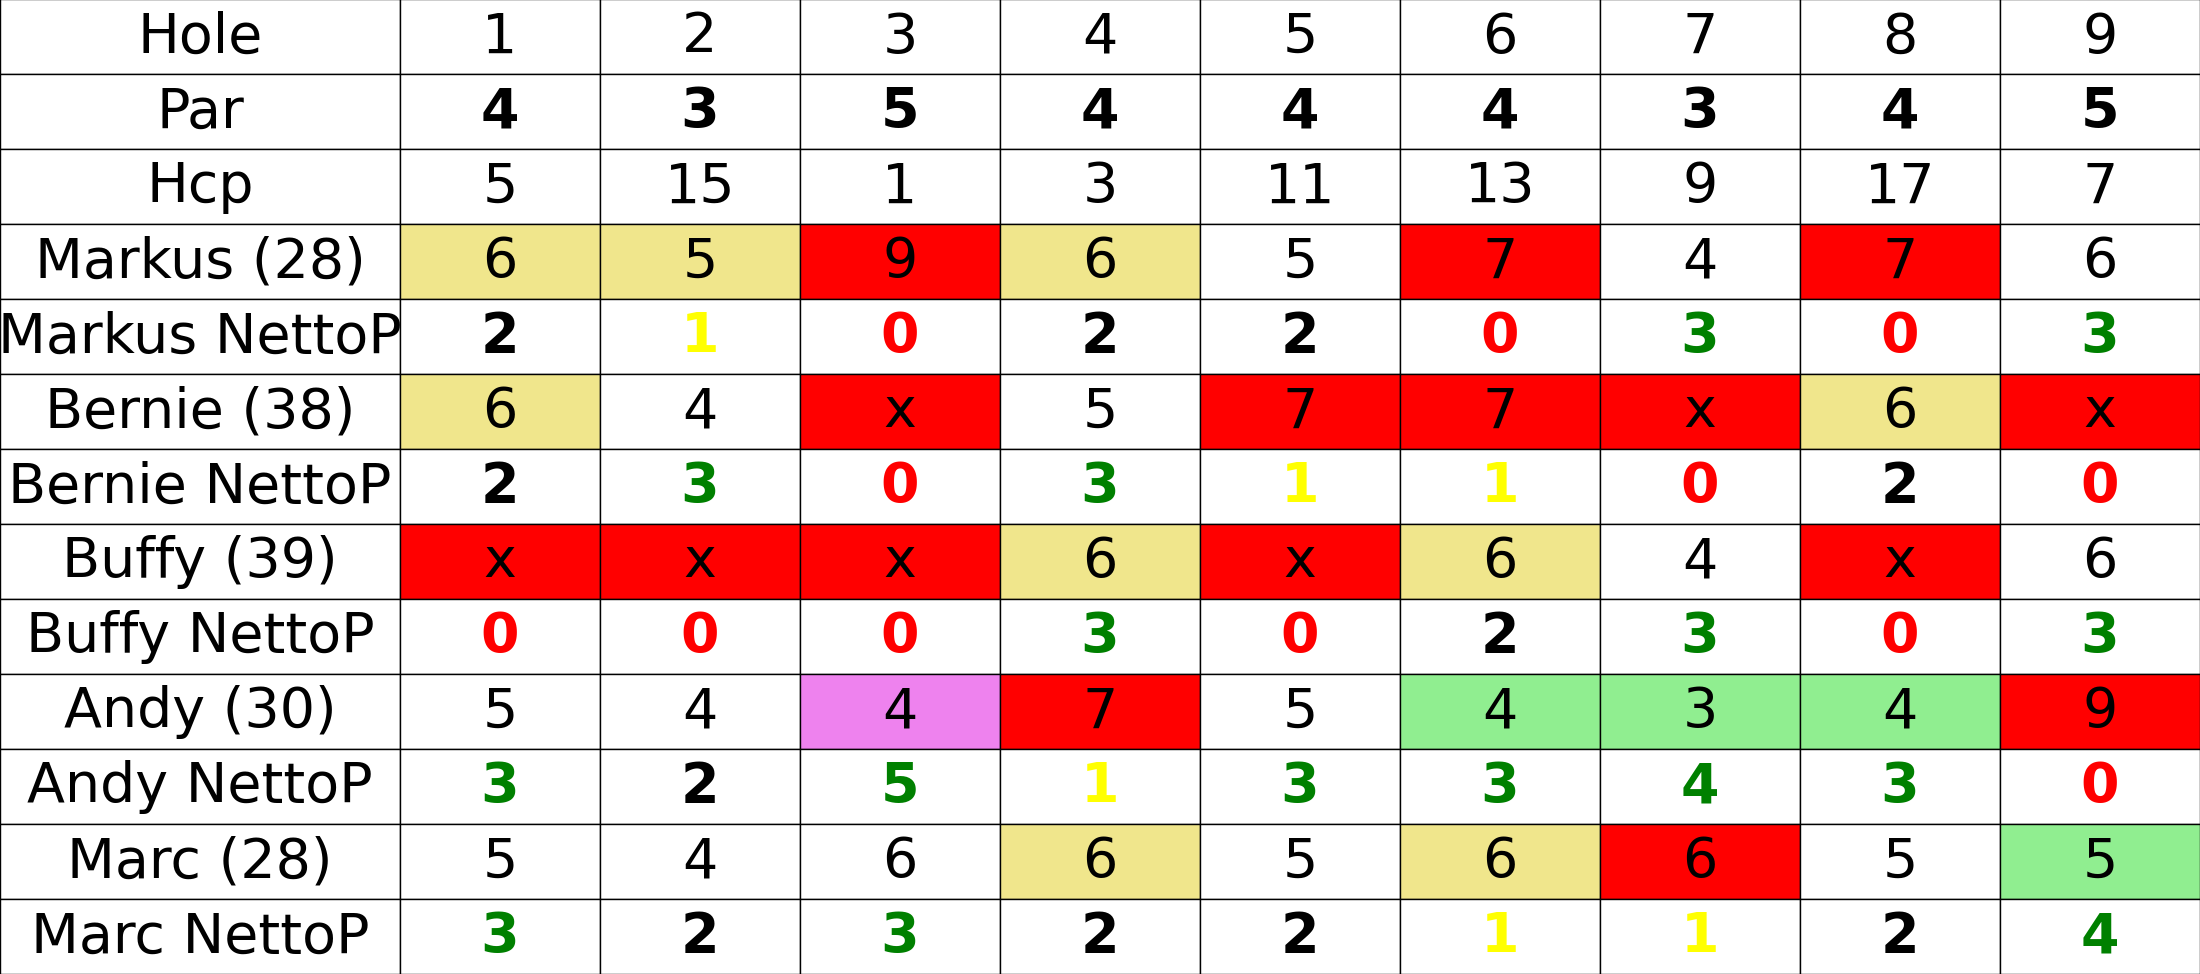 Hole 1 2 3 4 5 6 7 8 9
Par 4 3 5 4 4 4 3 4 5
Hcp 5 15 1 3 11 13 9 17 7
Markus (28) 6 5 9 6 5 7 4 7 6
Markus NettoP 2 1 0 2 2 0 3 0 3
Bernie (38) 6 4 x 5 7 7 x 6 x
Bernie NettoP 2 3 0 3 1 1 0 2 0
Buffy (39) x x x 6 x 6 4 x 6
Buffy NettoP 0 0 0 3 0 2 3 0 3
Andy (30) 5 4 4 7 5 4 3 4 9
Andy NettoP 3 2 5 1 3 3 4 3 0
Marc (28) 5 4 6 6 5 6 6 5 5
Marc NettoP 3 2 3 2 2 1 1 2 4